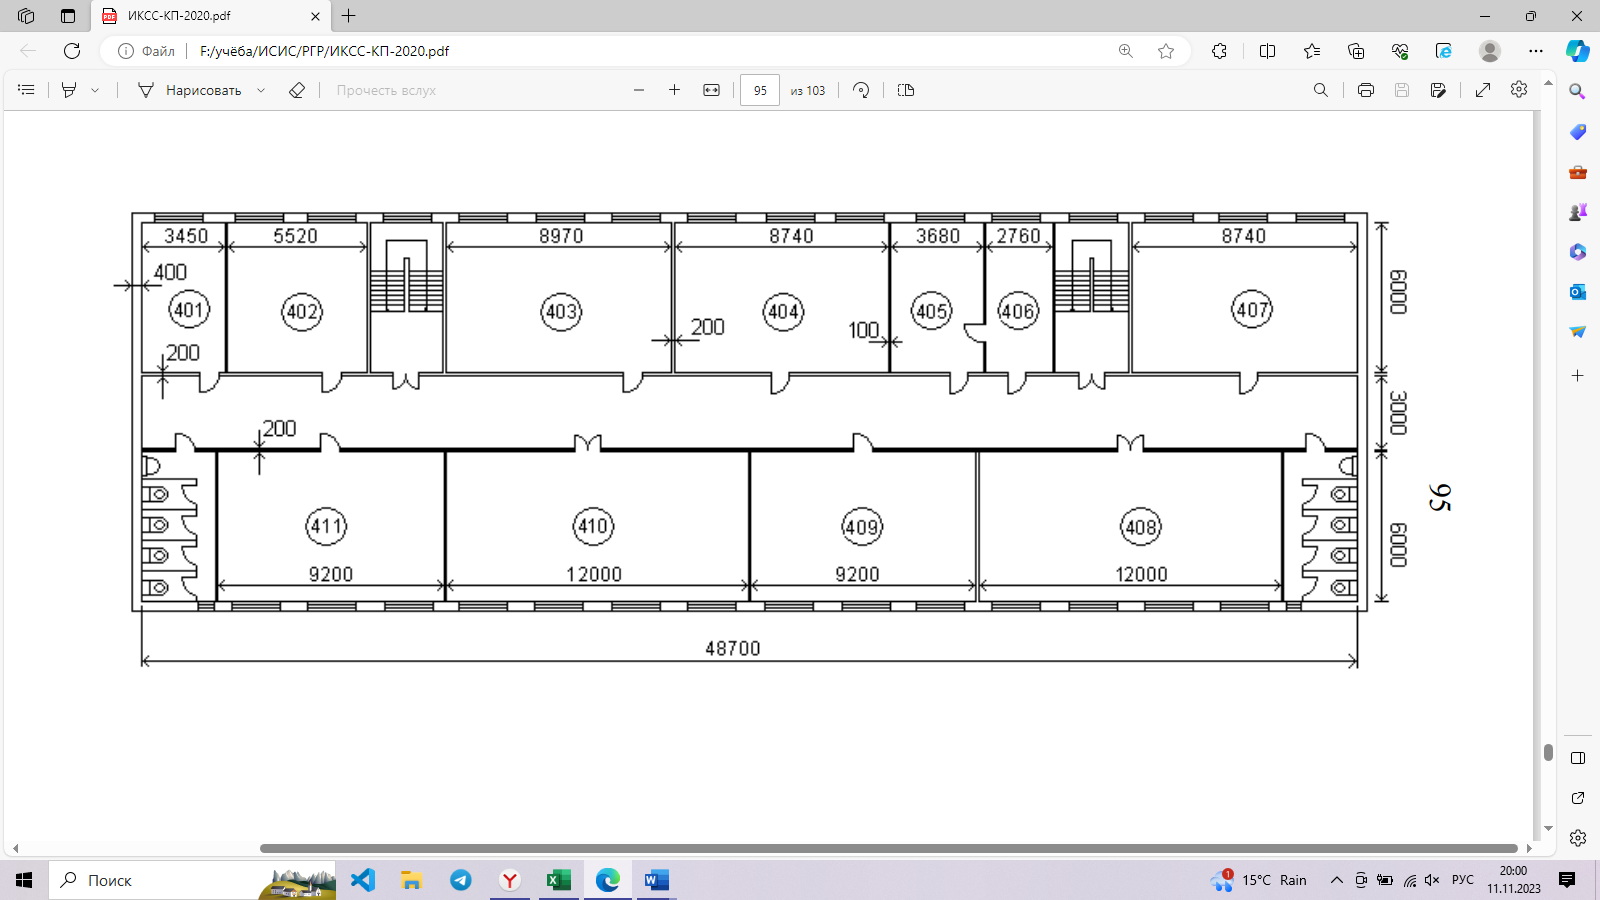 ИКСС-КП-2020.pdf
Файл F:/учёба/ИСИС/РГР/ИКСС-КП-2020.pdf
Нарисовать Прочесть вслух 95 из 103
3450 5520 8970 8740 3680 2760 8740
400
401 402 403 404 405 406 407
6000
200 200 100
3000
200
95
411 410 409 408
6000
9200 12000 9200 12000
48700
Поиск
1 15°C Rain РУС 20:00
11.11.2023